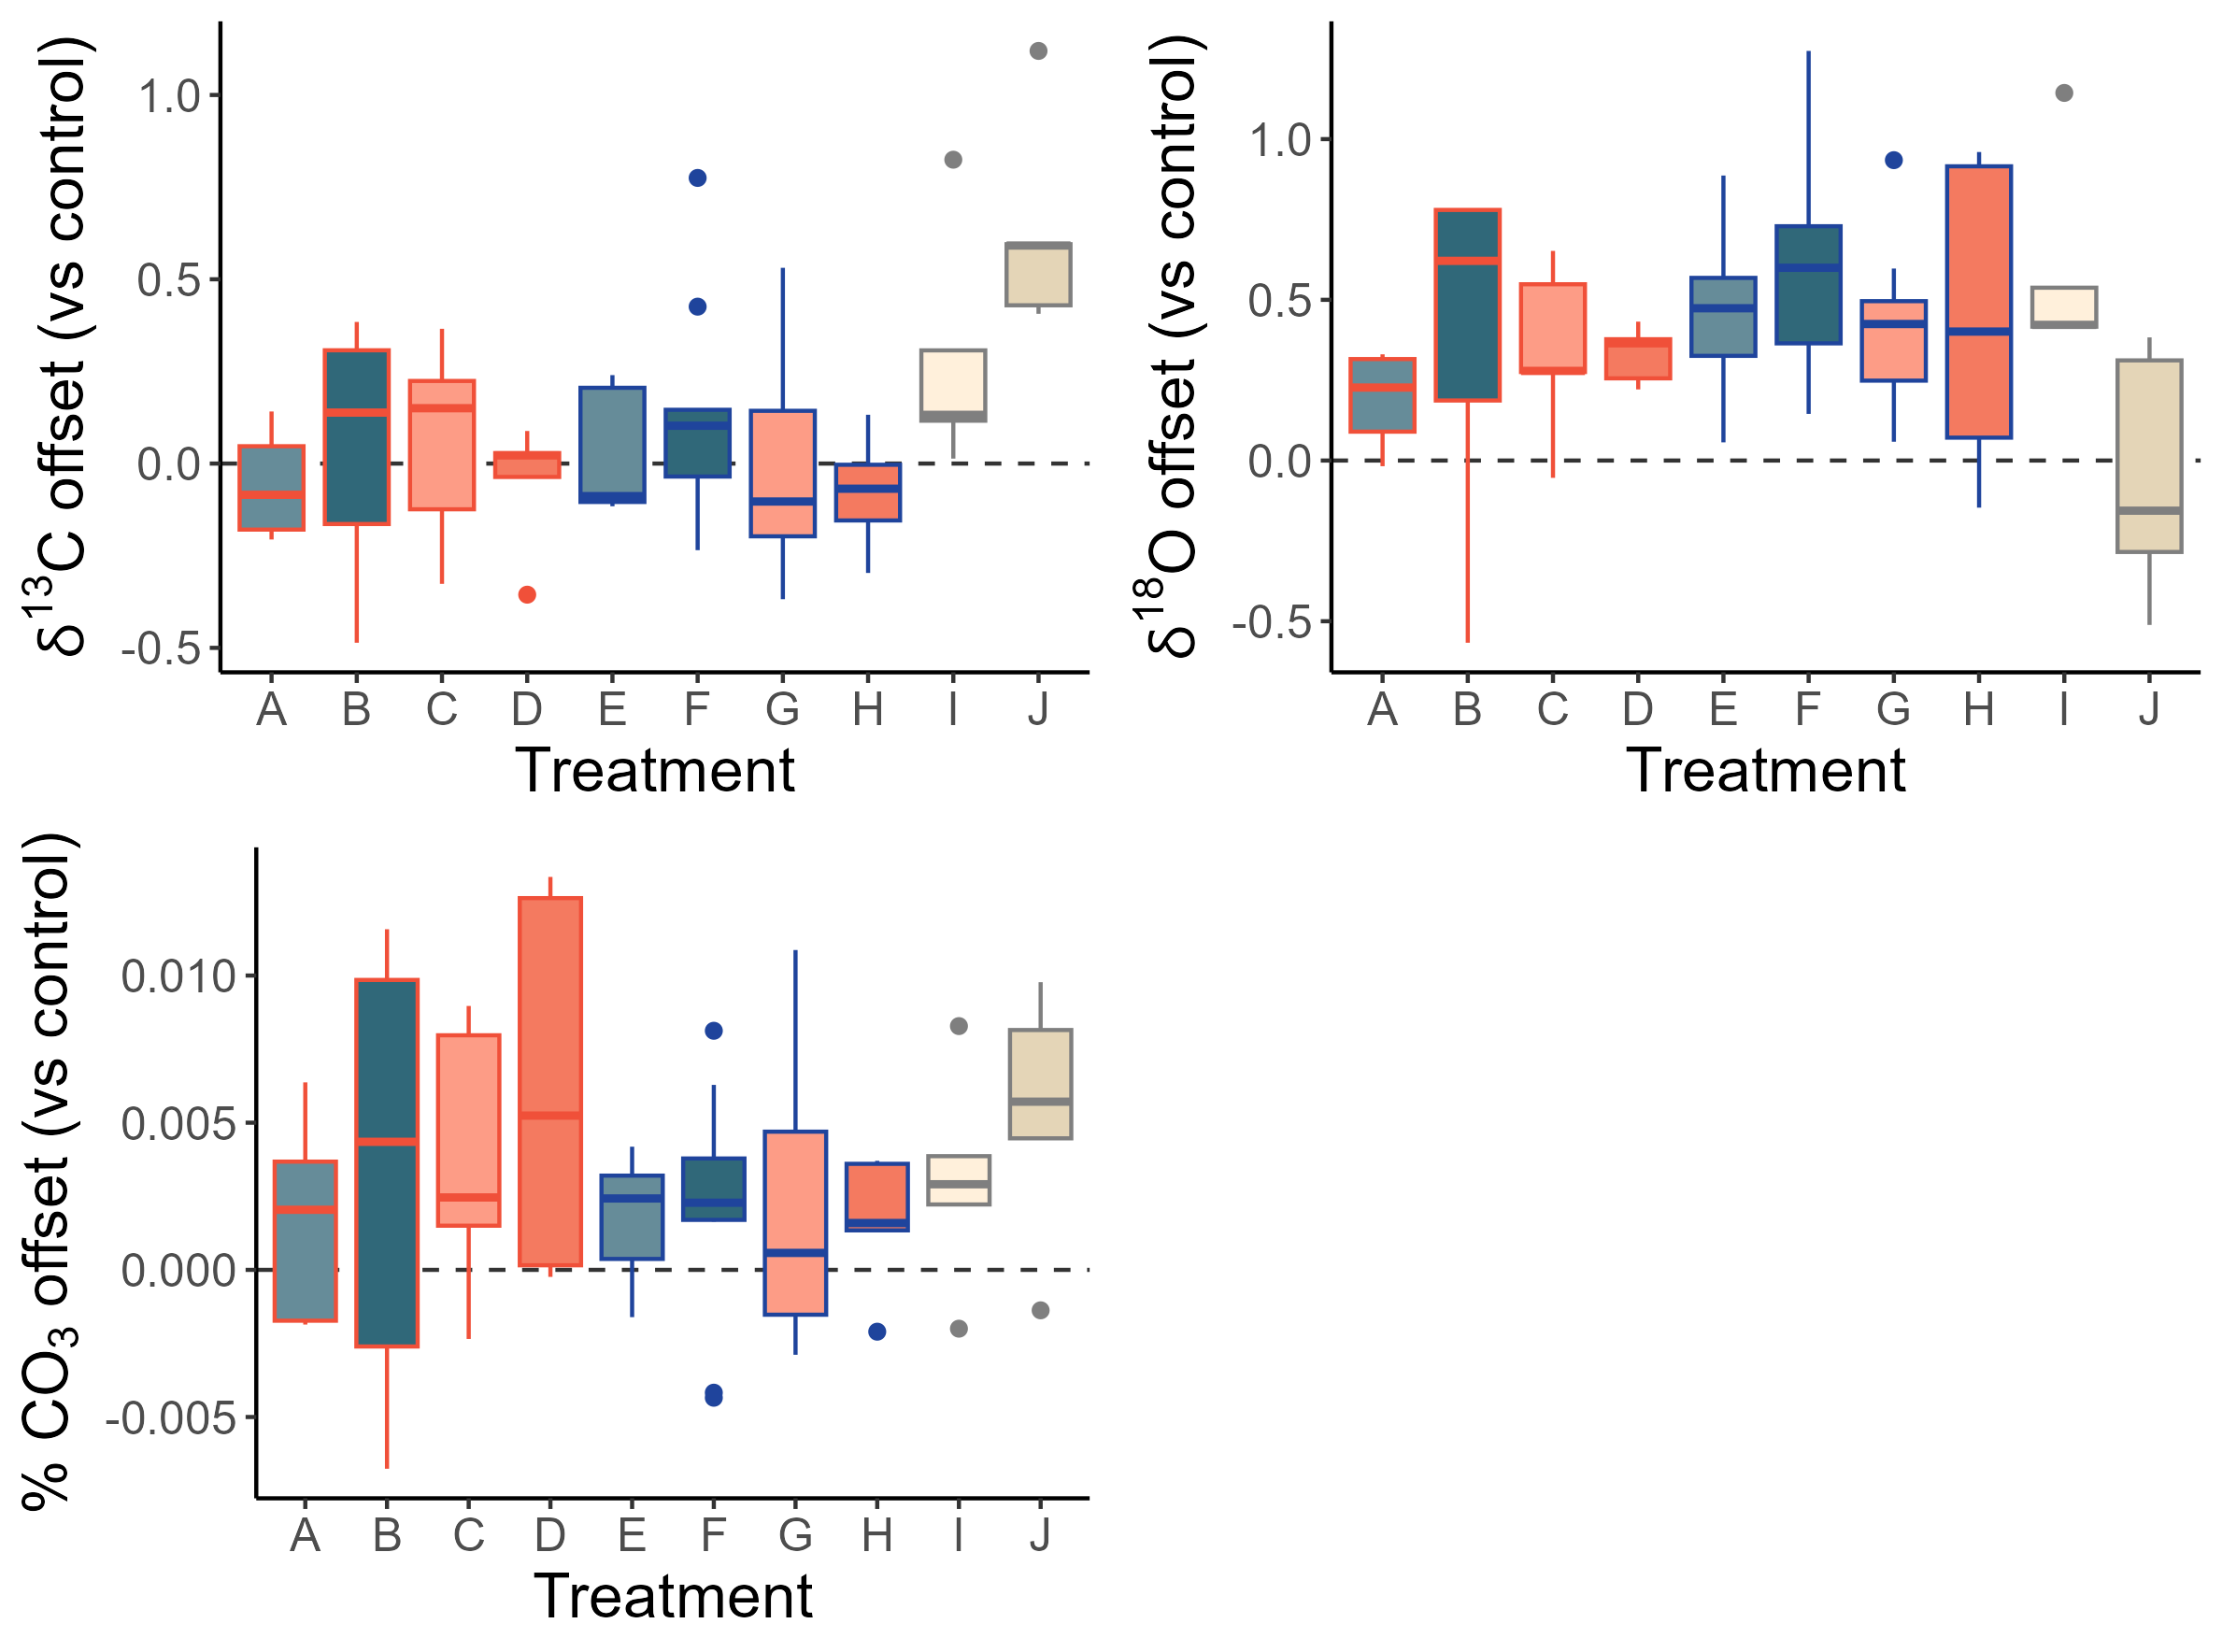 δ¹³C offset (vs control)
1.0
0.5
0.0
-0.5
A B C D E F G H I J
Treatment
δ¹⁸O offset (vs control)
1.0
0.5
0.0
-0.5
A B C D E F G H I J
Treatment
% CO₃ offset (vs control)
0.010
0.005
0.000
-0.005
A B C D E F G H I J
Treatment